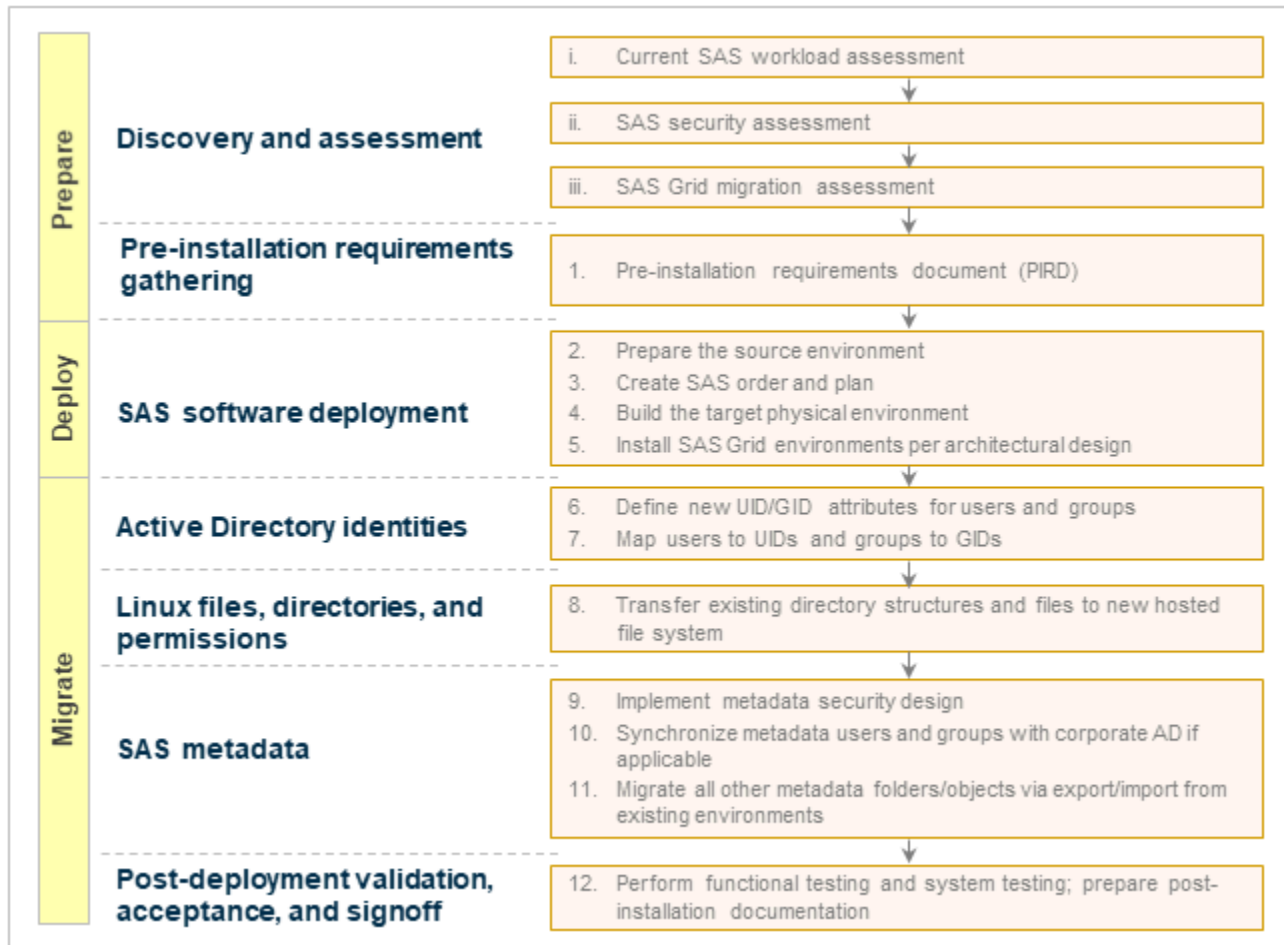 Prepare
Discovery and assessment
i. Current SAS workload assessment
ii. SAS security assessment
iii. SAS Grid migration assessment
Pre-installation requirements
gathering
1. Pre-installation requirements document (PIRD)
Deploy
SAS software deployment
2. Prepare the source environment
3. Create SAS order and plan
4. Build the target physical environment
5. Install SAS Grid environments per architectural design
Migrate
Active Directory identities
6. Define new UID/GID attributes for users and groups
7. Map users to UIDs and groups to GIDs
Linux files, directories, and
permissions
8. Transfer existing directory structures and files to new hosted
file system
SAS metadata
9. Implement metadata security design
10. Synchronize metadata users and groups with corporate AD if
applicable
11. Migrate all other metadata folders/objects via export/import from
existing environments
Post-deployment validation,
acceptance, and signoff
12. Perform functional testing and system testing; prepare post-
installation documentation